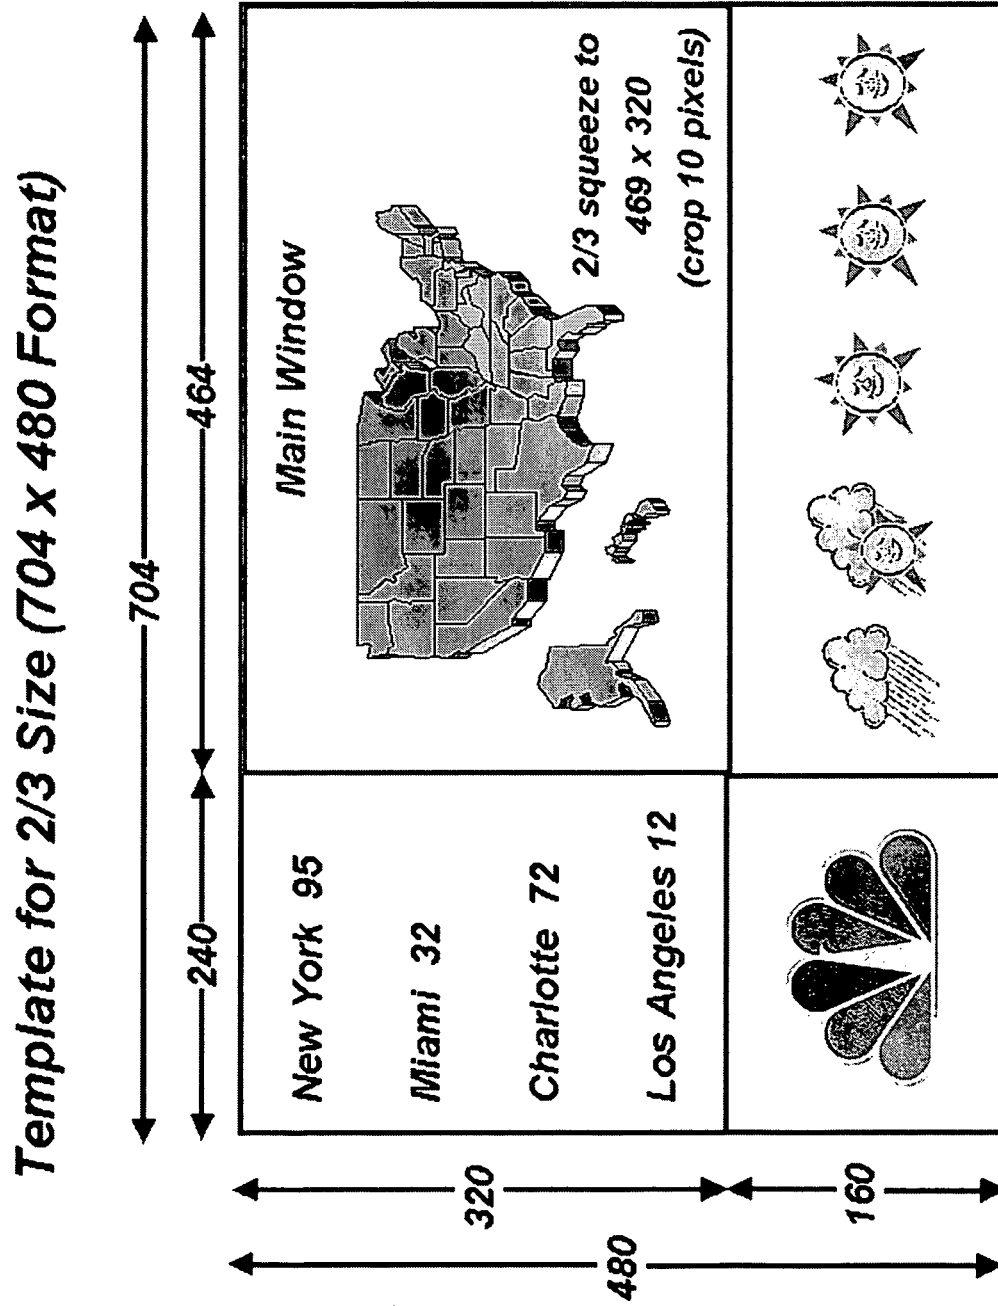 Template for 2/3 Size (704 x 480 Format)
704
240
464
480
320
160
New York 95
Miami 32
Charlotte 72
Los Angeles 12
Main Window
2/3 squeeze to
469 x 320
(crop 10 pixels)